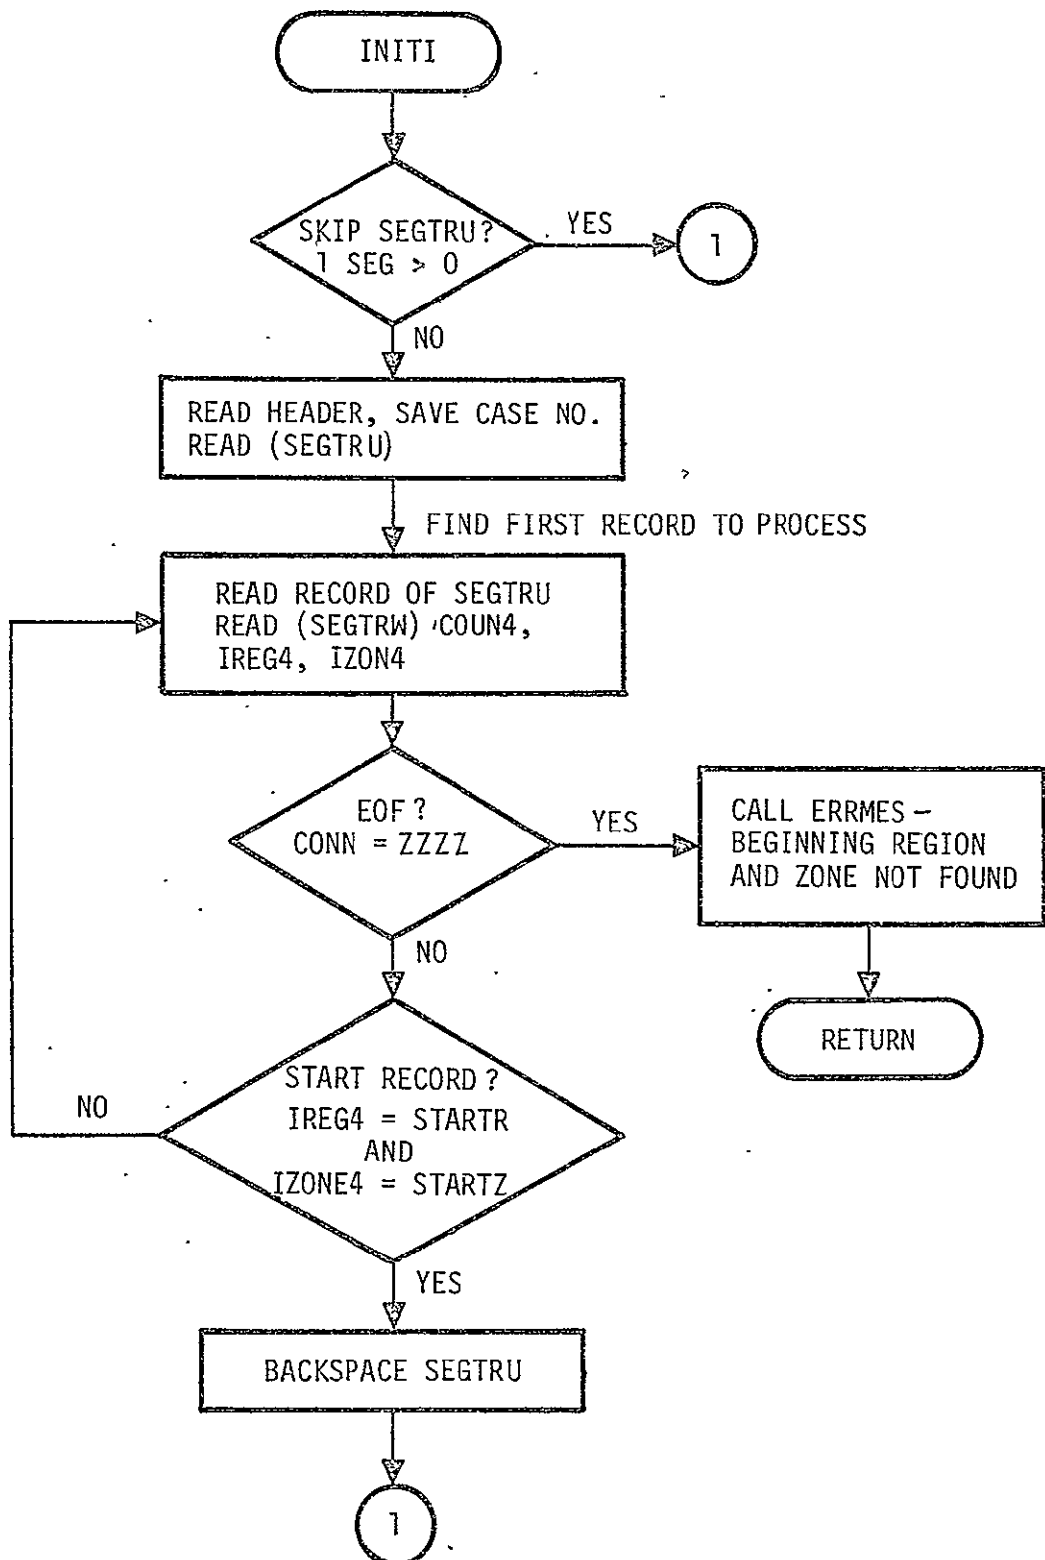 INITI
SKIP SEGTRU?
1 SEG > 0
YES
1
NO
READ HEADER, SAVE CASE NO.
READ (SEGTRU)
FIND FIRST RECORD TO PROCESS
READ RECORD OF SEGTRU
READ (SEGTRW) COUN4,
IREG4, IZON4
EOF?
CONN = ZZZZ
YES
CALL ERRMES —
BEGINNING REGION
AND ZONE NOT FOUND
NO
RETURN
START RECORD?
IREG4 = STARTR
AND
IZONE4 = STARTZ
NO
YES
BACKSPACE SEGTRU
1